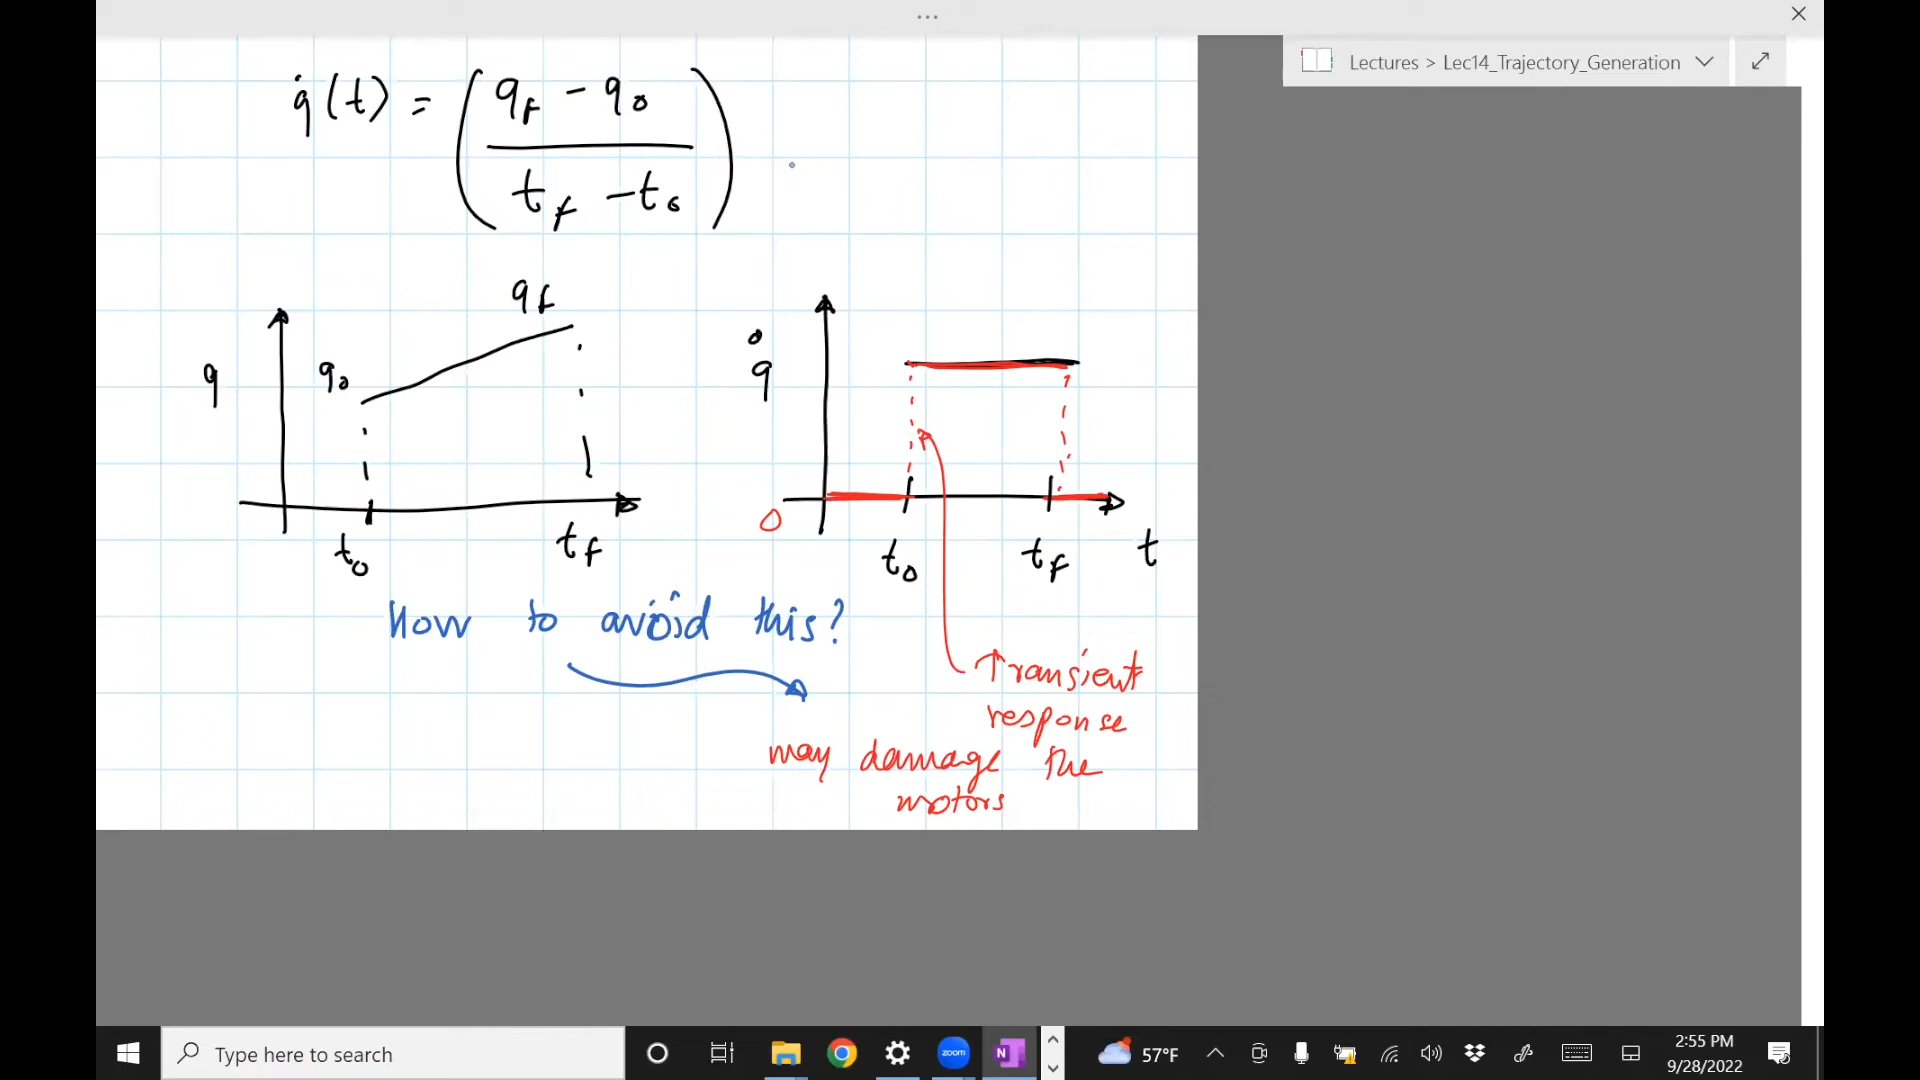 Lectures > Lec14_Trajectory_Generation
q̇(t) = (qf - q0 / tf - t0)
qf
q q0
q̇
0
t0 tf
t0 tf t
How to avoid this?
Transient
response
may damage the
motors
Type here to search
zoom
N
57°F
2:55 PM
9/28/2022